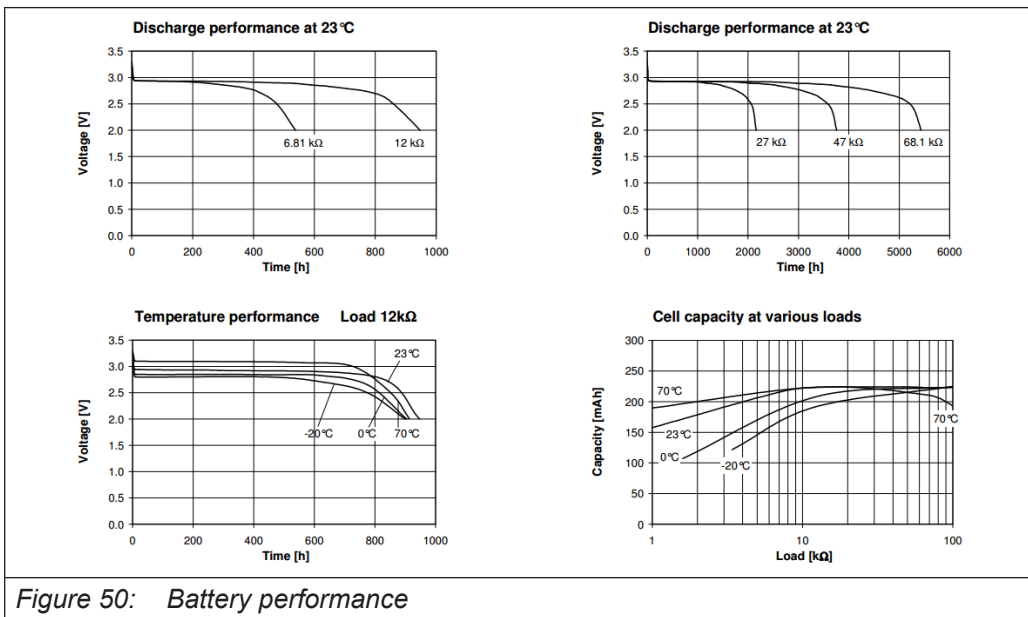 Discharge performance at 23°C
3.5
3.0
2.5
2.0
1.5
1.0
0.5
0.0
Voltage [V]
6.81 kΩ
12 kΩ
0
200
400
600
800
1000
Time [h]
Discharge performance at 23°C
3.5
3.0
2.5
2.0
1.5
1.0
0.5
0.0
Voltage [V]
27 kΩ
47 kΩ
68.1 kΩ
0
1000
2000
3000
4000
5000
6000
Time [h]
Temperature performance Load 12kΩ
3.5
3.0
2.5
2.0
1.5
1.0
0.5
0.0
Voltage [V]
23°C
-20°C
0°C
70°C
0
200
400
600
800
1000
Time [h]
Cell capacity at various loads
300
250
200
150
100
50
0
Capacity [mAh]
70°C
23°C
0°C
-20°C
70°C
1
10
100
Load [kΩ]
Figure 50: Battery performance